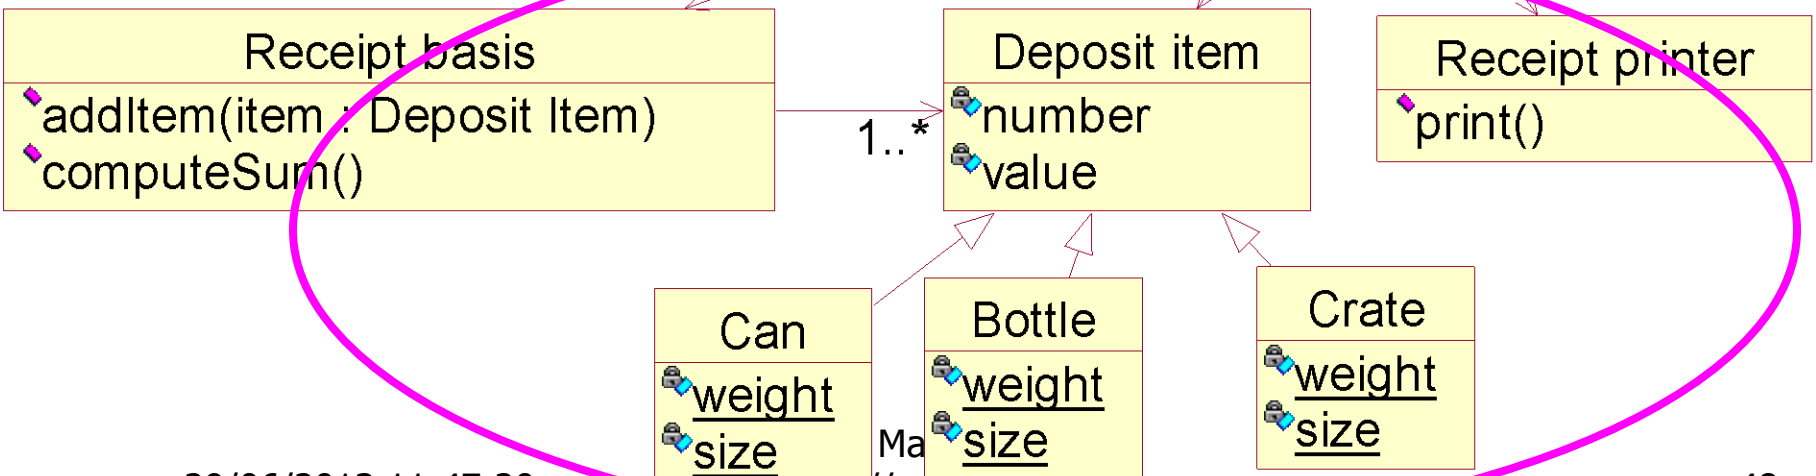 Receipt basis
addItem(item : Deposit Item)
computeSum()
1..*
Deposit item
number
value
Receipt printer
print()
Can
weight
size
Bottle
weight
size
Crate
weight
size
Ma